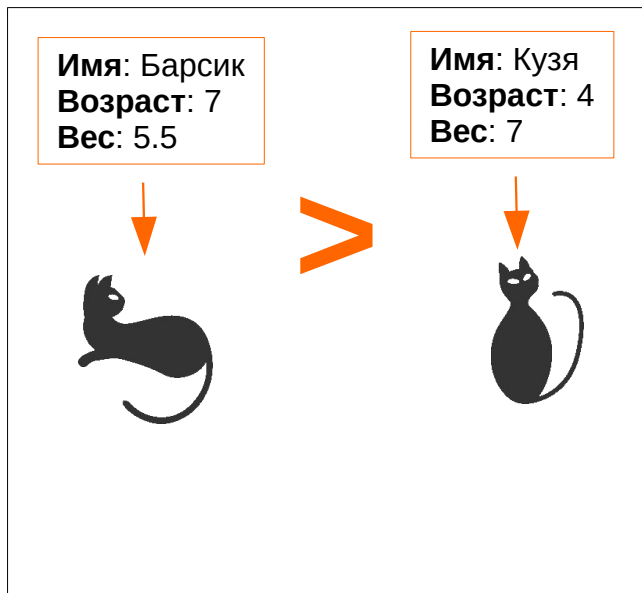 Имя: Барсик
Возраст: 7
Вес: 5.5
>
Имя: Кузя
Возраст: 4
Вес: 7